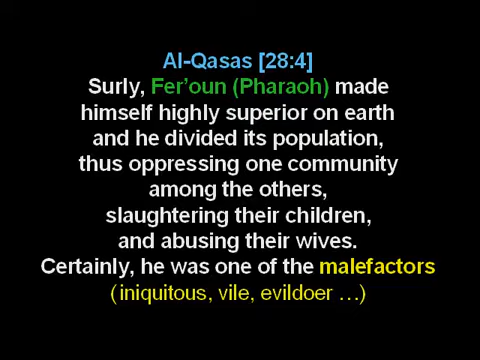 Al-Qasas [28:4]
Surly, Fer’oun (Pharaoh) made
himself highly superior on earth
and he divided its population,
thus oppressing one community
among the others,
slaughtering their children,
and abusing their wives.
Certainly, he was one of the malefactors
(iniquitous, vile, evildoer …)